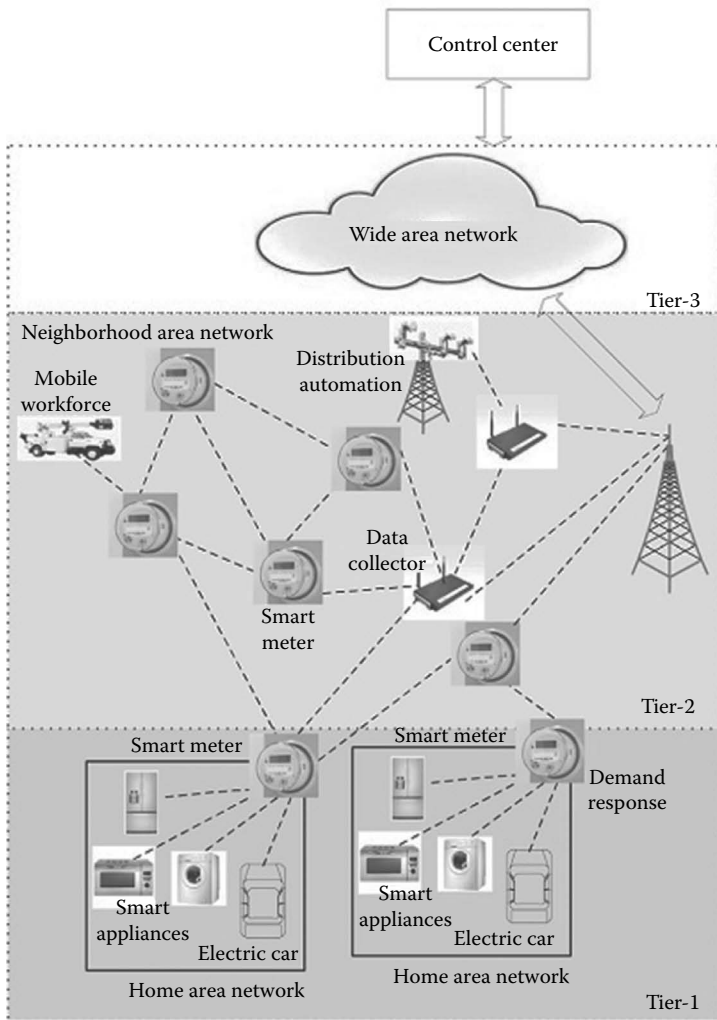 Control center
Wide area network
Tier-3
Neighborhood area network
Distribution
automation
Mobile
workforce
Data
collector
Smart
meter
Tier-2
Smart meter
Smart meter
Demand
response
Smart
appliances
Electric car
Smart
appliances
Electric car
Home area network
Home area network
Tier-1